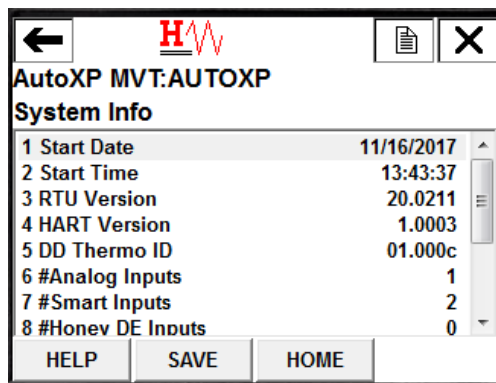 H
AutoXP MVT:AUTOXP
System Info
1 Start Date 11/16/2017
2 Start Time 13:43:37
3 RTU Version 20.0211
4 HART Version 1.0003
5 DD Thermo ID 01.000c
6 #Analog Inputs 1
7 #Smart Inputs 2
8 #Honey DE Inputs 0
HELP SAVE HOME